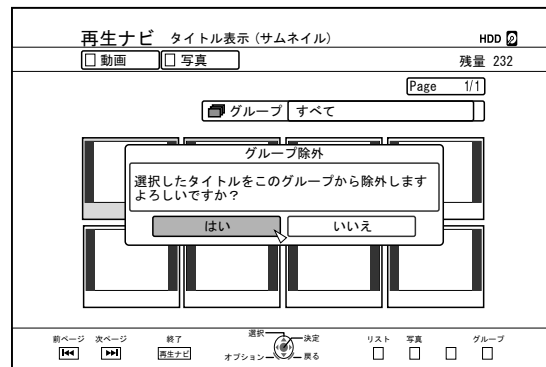 再生ナビ タイトル表示(サムネイル) HDD
動画 写真 残量 232
Page 1/1
グループ すべて
グループ除外
選択したタイトルをこのグループから除外します
よろしいですか？
はい いいえ
前ページ 次ページ 終了 選択 決定 リスト 写真 グループ
再生ナビ オプション 戻る